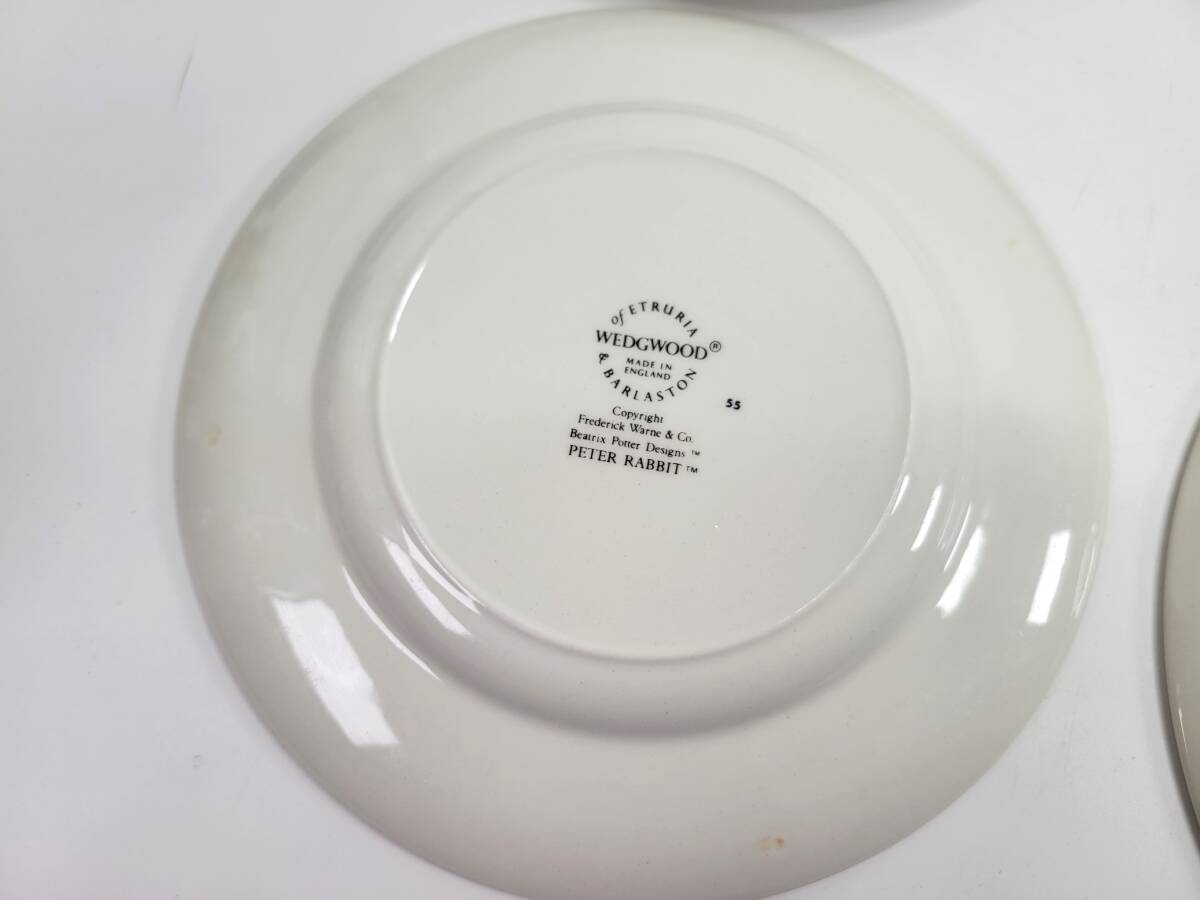 of ETRURIA
WEDGWOOD®
MADE IN
ENGLAND
& BARLASTON
55
Copyright
Frederick Warne & Co.
Beatrix Potter Designs ™
PETER RABBIT ™